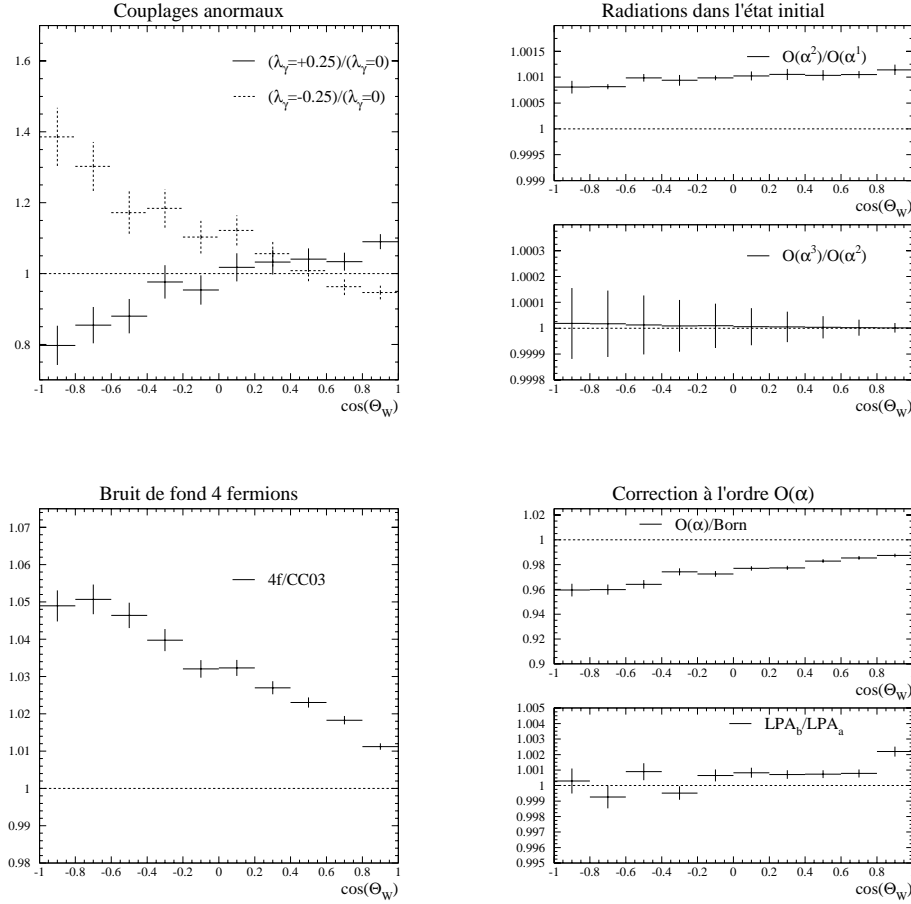 Couplages anormaux
1.6
1.4
1.2
1
0.8
(λγ=+0.25)/(λγ=0)
(λγ=-0.25)/(λγ=0)
-1 -0.8 -0.6 -0.4 -0.2 0 0.2 0.4 0.6 0.8 1
cos(ΘW)
Radiations dans l'état initial
1.0015
1.001
1.0005
1
0.9995
0.999
O(α²)/O(α¹)
-1 -0.8 -0.6 -0.4 -0.2 0 0.2 0.4 0.6 0.8 1
cos(ΘW)
1.0003
1.0002
1.0001
1
0.9999
0.9998
O(α³)/O(α²)
-1 -0.8 -0.6 -0.4 -0.2 0 0.2 0.4 0.6 0.8 1
cos(ΘW)
Bruit de fond 4 fermions
1.07
1.06
1.05
1.04
1.03
1.02
1.01
1
0.99
0.98
4f/CC03
-1 -0.8 -0.6 -0.4 -0.2 0 0.2 0.4 0.6 0.8 1
cos(ΘW)
Correction à l'ordre O(α)
1.02
1
0.98
0.96
0.94
0.92
0.9
O(α)/Born
-1 -0.8 -0.6 -0.4 -0.2 0 0.2 0.4 0.6 0.8 1
cos(ΘW)
1.005
1.004
1.002
1.001
1
0.999
0.997
0.996
0.995
LPAb/LPAa
-1 -0.8 -0.6 -0.4 -0.2 0 0.2 0.4 0.6 0.8 1
cos(ΘW)